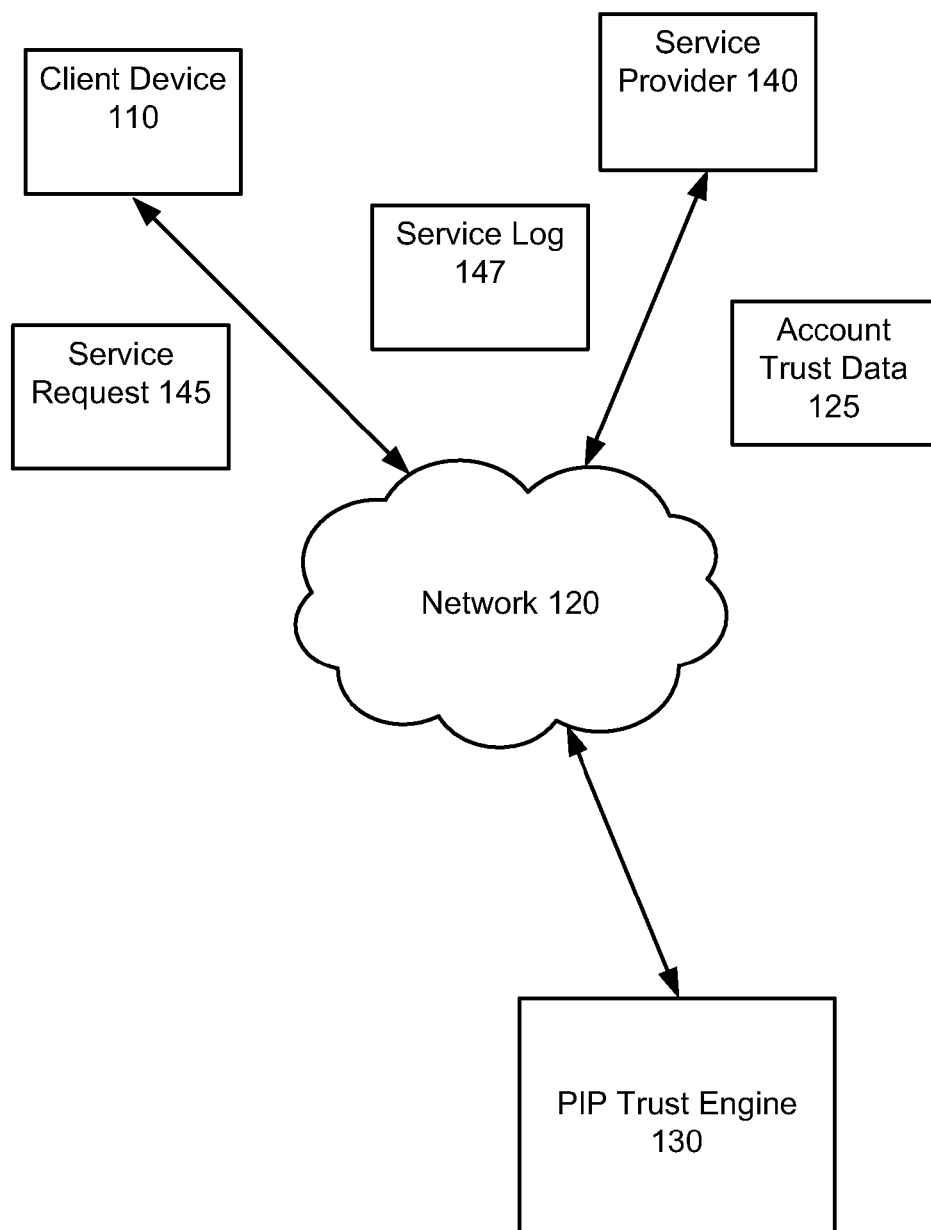 Client Device
110
Service
Provider 140
Service Log
147
Service
Request 145
Account
Trust Data
125
Network 120
PIP Trust Engine
130